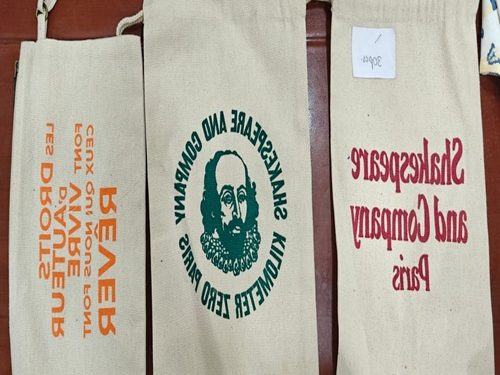 LES DROITS
D'AUTEUR
FONT VIVRE
CEUX QUI NOUS FONT
RÊVER
SHAKESPEARE AND COMPANY
KILOMETER ZERO PARIS
30pcs
Shakespeare
and Company
Paris